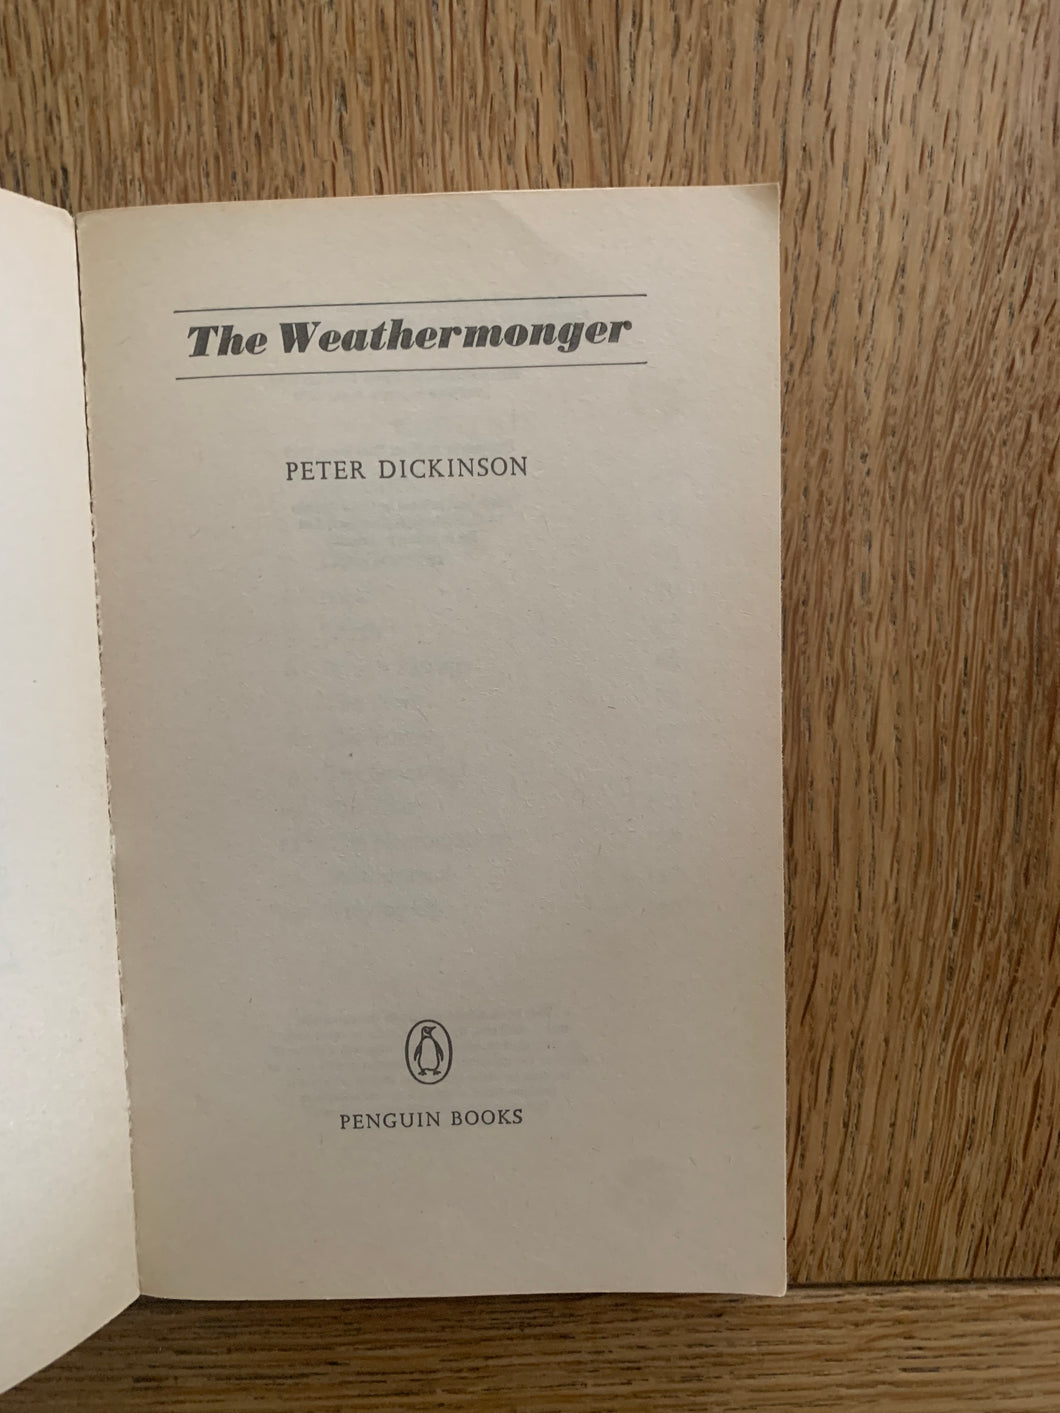 The Weathermonger
PETER DICKINSON
PENGUIN BOOKS